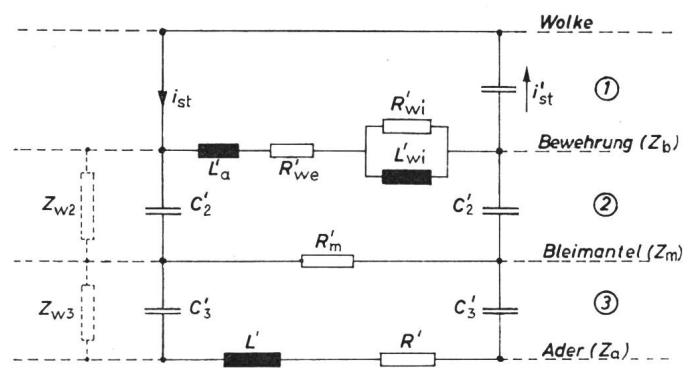 Wolke
i_st
i'_st
①
R'_wi
Bewehrung (Z_b)
L'_a
R'_we
L'_wi
Z_w2
C'_2
C'_2
②
R'_m
Bleimantel (Z_m)
Z_w3
C'_3
C'_3
③
L'
R'
Ader (Z_a)